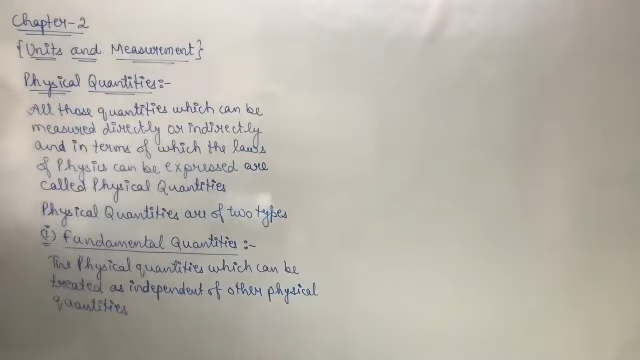 Chapter-2
{Units and Measurement}
Physical Quantities:-
All those quantities which can be
measured directly or indirectly
and in terms of which the laws
of Physics can be expressed are
called Physical Quantities
Physical Quantities are of two types
(i) Fundamental Quantities:-
The Physical quantities which can be
treated as independent of other physical
quantities